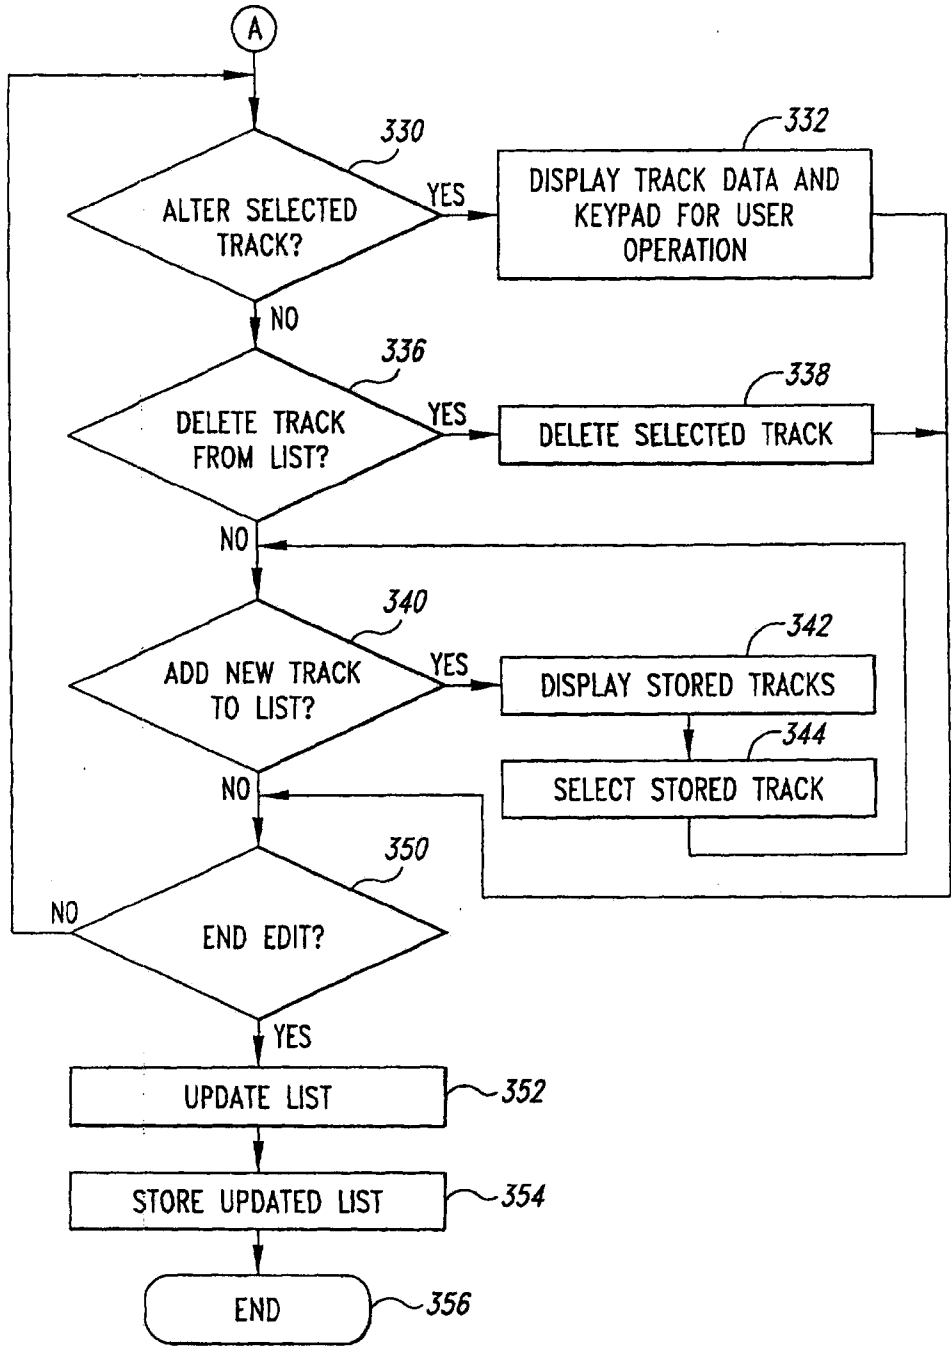 A
330
332
ALTER SELECTED
TRACK?
YES
DISPLAY TRACK DATA AND
KEYPAD FOR USER
OPERATION
NO
336
338
DELETE TRACK
FROM LIST?
YES
DELETE SELECTED TRACK
NO
340
342
ADD NEW TRACK
TO LIST?
YES
DISPLAY STORED TRACKS
344
SELECT STORED TRACK
NO
350
END EDIT?
NO
YES
UPDATE LIST
352
STORE UPDATED LIST
354
END
356